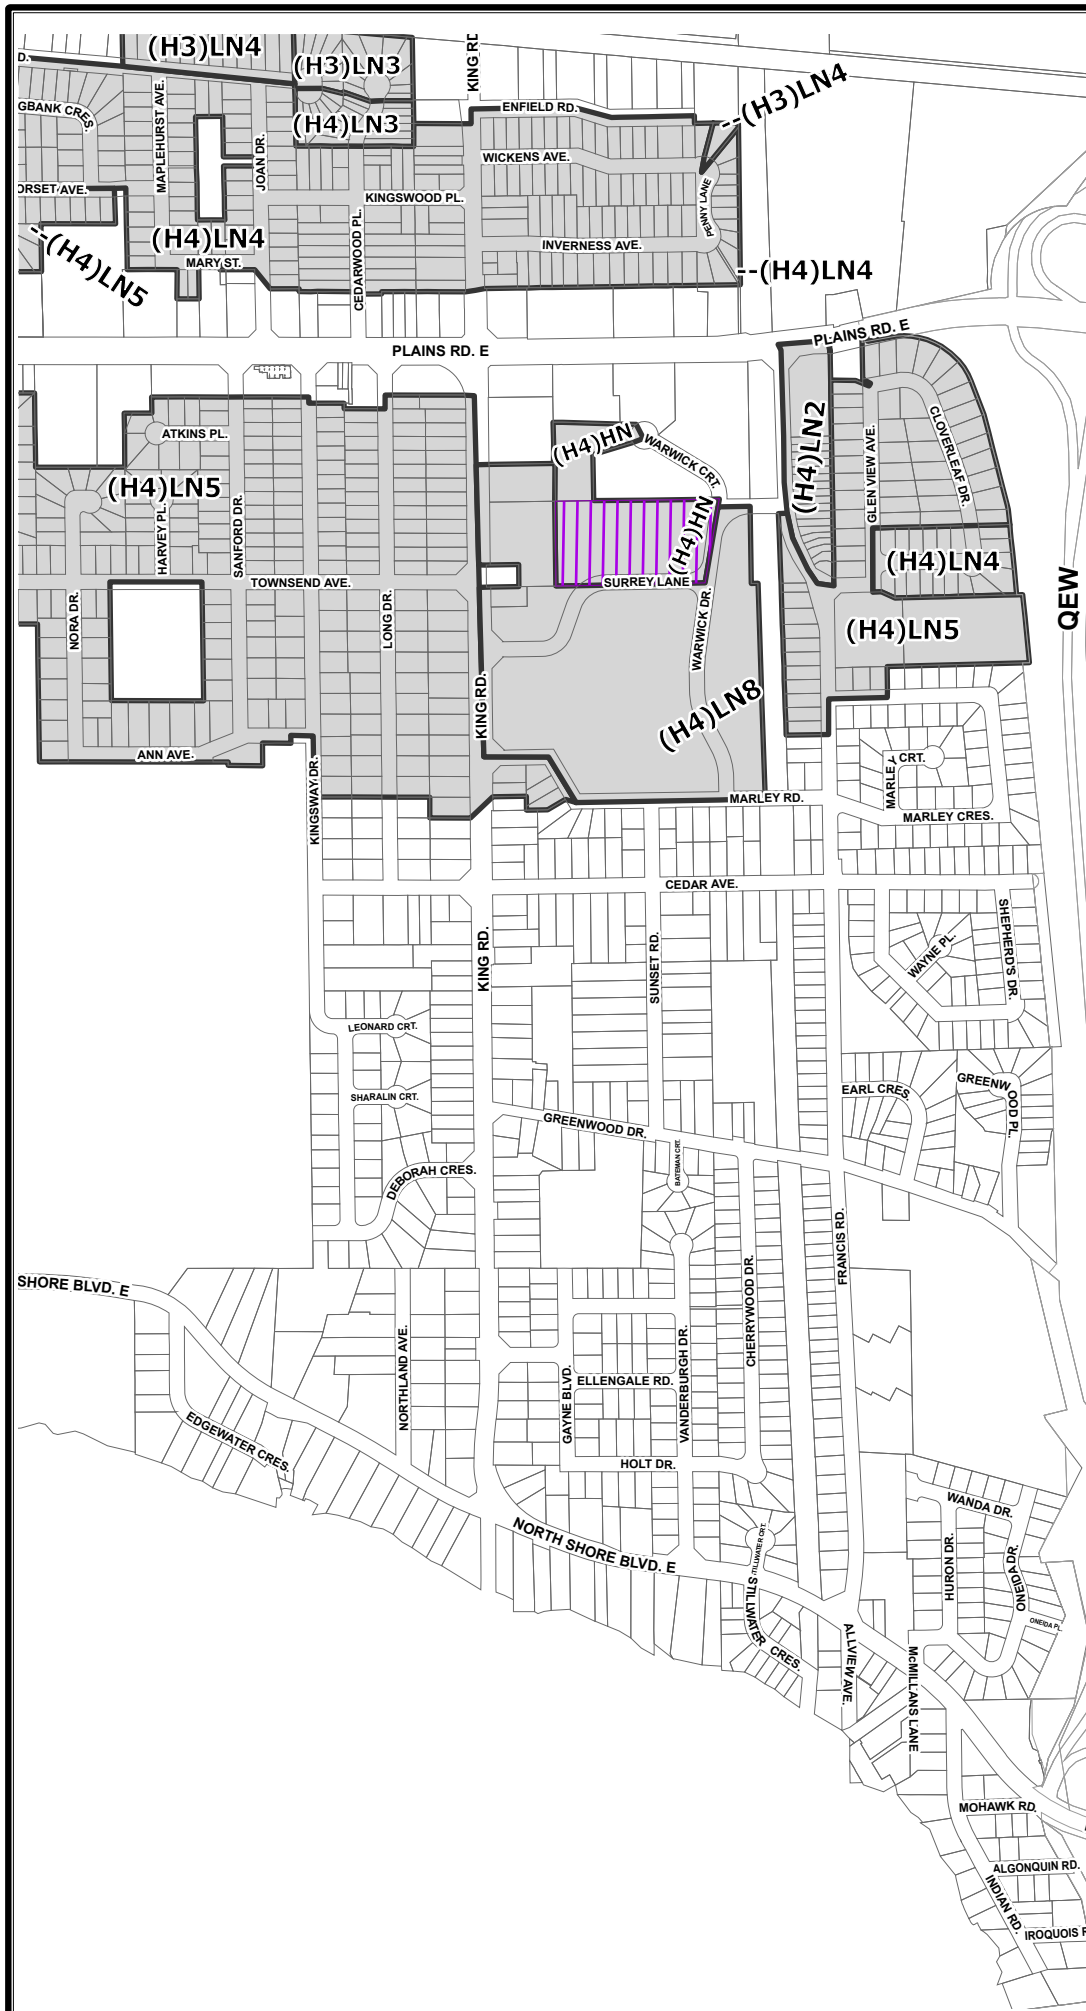 (H3)LN4
(H3)LN3
KING RD
D.
--(H3)LN4
GBANK CRES.
MAPLEHURST AVE.
JOAN DR.
(H4)LN3
ENFIELD RD.
WICKENS AVE.
ORSET AVE.
KINGSWOOD PL.
PENNY LANE
--(H4)LN5
(H4)LN4
MARY ST.
CEDARWOOD PL.
INVERNESS AVE.
--(H4)LN4
PLAINS RD. E
PLAINS RD. E
ATKINS PL.
(H4)HN
WARWICK CRT.
(H4)LN2
GLEN VIEW AVE.
CLOVERLEAF DR.
(H4)LN5
HARVEY PL.
SANFORD DR.
(H4)HN
(H4)LN4
TOWNSEND AVE.
SURREY LANE
QEW
NORA DR.
LONG DR.
WARWICK DR.
(H4)LN5
KING RD.
(H4)LN8
ANN AVE.
KINGSWAY DR.
MARLEY RD.
MARLEY CRT.
MARLEY CRES.
CEDAR AVE.
KING RD.
SUNSET RD.
WAYNE PL.
SHEPHERD'S DR.
LEONARD CRT.
SHARALIN CRT.
EARL CRES.
GREENWOOD PL.
GREENWOOD DR.
BATEMAN CRT.
DEBORAH CRES.
FRANCIS RD.
SHORE BLVD. E
CHERRYWOOD DR.
NORTHLAND AVE.
VANDERBURGH DR.
GAYNE BLVD.
ELLENGALE RD.
EDGEWATER CRES.
HOLT DR.
WANDA DR.
NORTH SHORE BLVD. E
STILLWATER CRT.
HURON DR.
ONEIDA DR.
STILLWATER CRES.
ONEIDA PL.
ALLVIEW AVE.
McMILLANS LANE
MOHAWK RD.
ALGONQUIN RD.
INDIAN RD.
IROQUOIS R